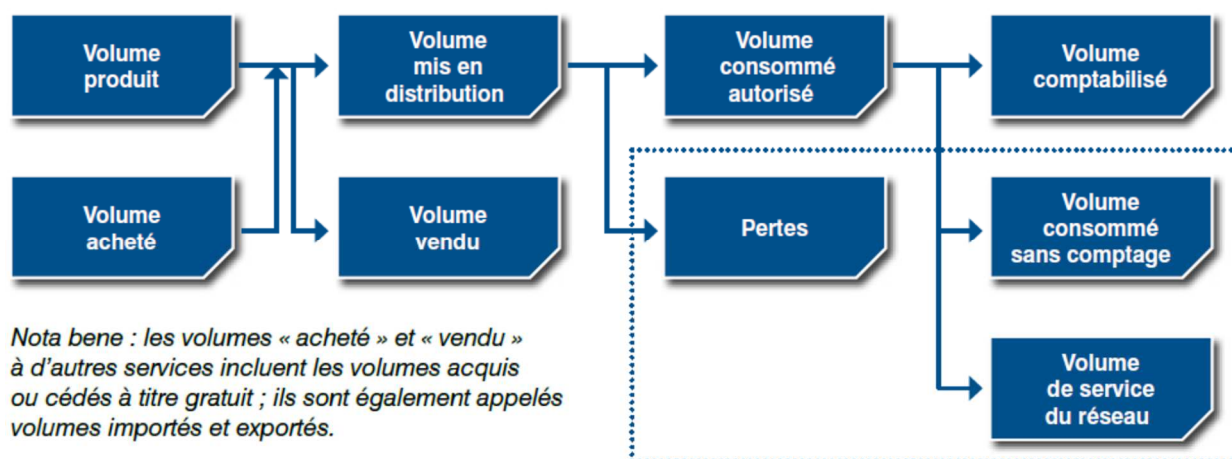 Volume
produit
Volume
mis en
distribution
Volume
consommé
autorisé
Volume
comptabilisé
Volume
acheté
Volume
vendu
Pertes
Volume
consommé
sans comptage
Nota bene : les volumes « acheté » et « vendu »
à d'autres services incluent les volumes acquis
ou cédés à titre gratuit ; ils sont également appelés
volumes importés et exportés.
Volume
de service
du réseau